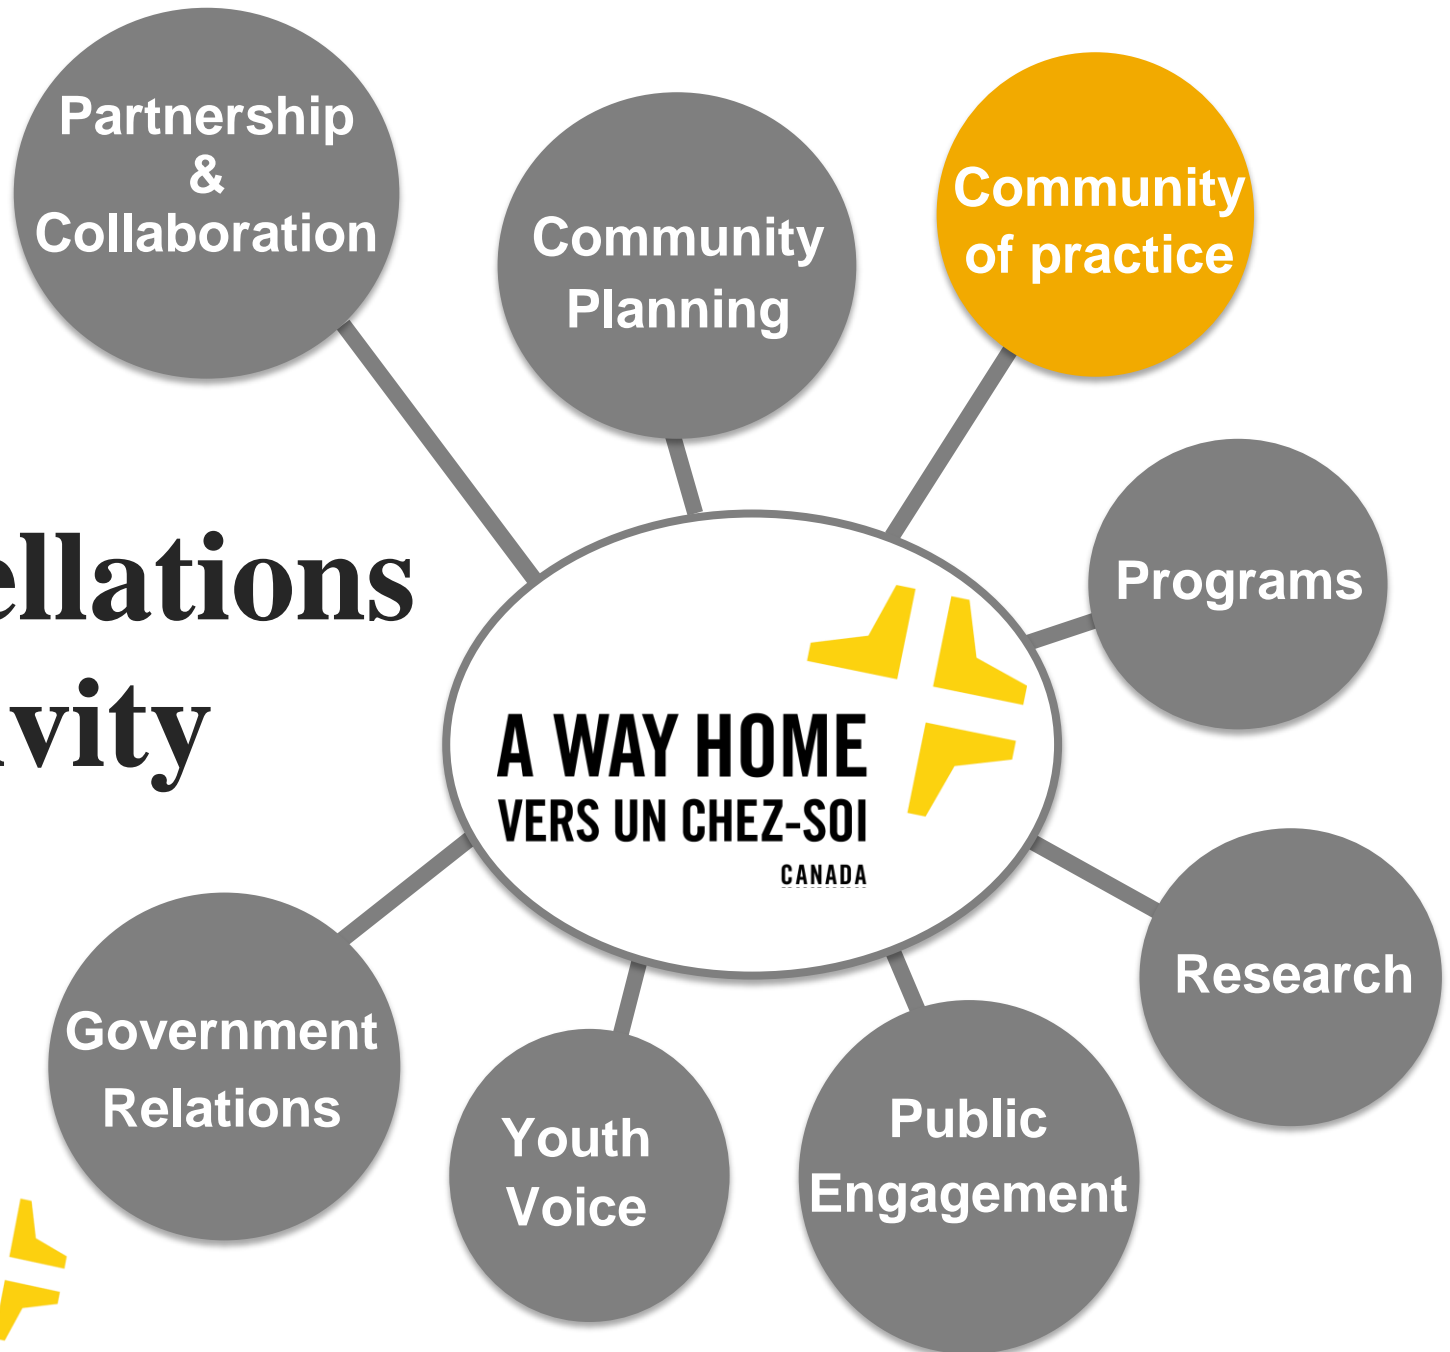 Partnership
&
Collaboration
Community
Planning
Community
of practice
Programs
ellations
vity
A WAY HOME
VERS UN CHEZ-SOI
CANADA
Research
Government
Relations
Youth
Voice
Public
Engagement